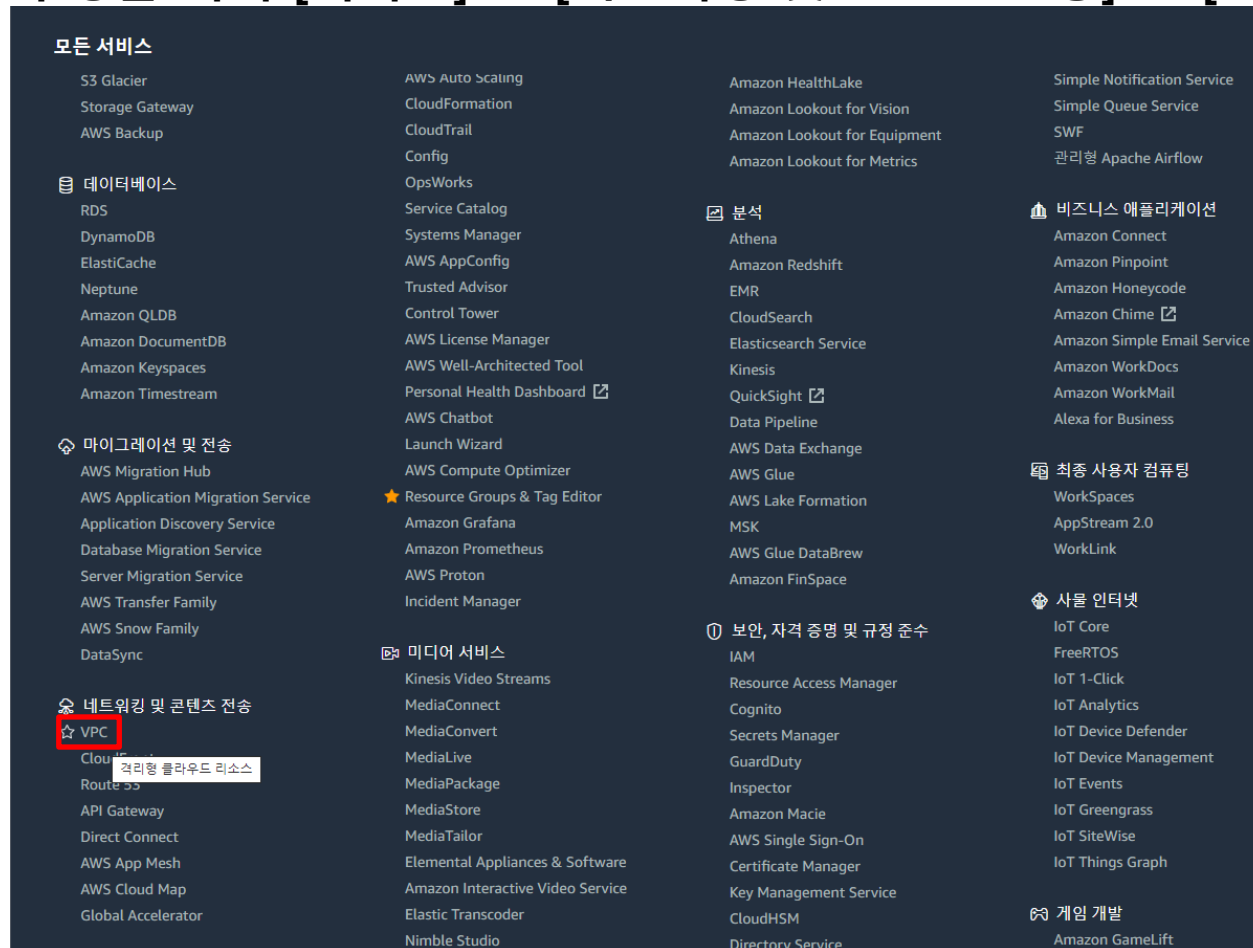 모든 서비스
S3 Glacier
Storage Gateway
AWS Backup
데이터베이스
RDS
DynamoDB
ElastiCache
Neptune
Amazon QLDB
Amazon DocumentDB
Amazon Keyspaces
Amazon Timestream
마이그레이션 및 전송
AWS Migration Hub
AWS Application Migration Service
Application Discovery Service
Database Migration Service
Server Migration Service
AWS Transfer Family
AWS Snow Family
DataSync
네트워킹 및 콘텐츠 전송
VPC
격리형 클라우드 리소스
Route 53
API Gateway
Direct Connect
AWS App Mesh
AWS Cloud Map
Global Accelerator
AWS Auto Scaling
CloudFormation
CloudTrail
Config
OpsWorks
Service Catalog
Systems Manager
AWS AppConfig
Trusted Advisor
Control Tower
AWS License Manager
AWS Well-Architected Tool
Personal Health Dashboard
AWS Chatbot
Launch Wizard
AWS Compute Optimizer
Resource Groups & Tag Editor
Amazon Grafana
Amazon Prometheus
AWS Proton
Incident Manager
미디어 서비스
Kinesis Video Streams
MediaConnect
MediaConvert
MediaLive
MediaPackage
MediaStore
MediaTailor
Elemental Appliances & Software
Amazon Interactive Video Service
Elastic Transcoder
Nimble Studio
Amazon HealthLake
Amazon Lookout for Vision
Amazon Lookout for Equipment
Amazon Lookout for Metrics
분석
Athena
Amazon Redshift
EMR
CloudSearch
Elasticsearch Service
Kinesis
QuickSight
Data Pipeline
AWS Data Exchange
AWS Glue
AWS Lake Formation
MSK
AWS Glue DataBrew
Amazon FinSpace
보안, 자격 증명 및 규정 준수
IAM
Resource Access Manager
Cognito
Secrets Manager
GuardDuty
Inspector
Amazon Macie
AWS Single Sign-On
Certificate Manager
Key Management Service
CloudHSM
Directory Service
Simple Notification Service
Simple Queue Service
SWF
관리형 Apache Airflow
비즈니스 애플리케이션
Amazon Connect
Amazon Pinpoint
Amazon Honeycode
Amazon Chime
Amazon Simple Email Service
Amazon WorkDocs
Amazon WorkMail
Alexa for Business
최종 사용자 컴퓨팅
WorkSpaces
AppStream 2.0
WorkLink
사물 인터넷
IoT Core
FreeRTOS
IoT 1-Click
IoT Analytics
IoT Device Defender
IoT Device Management
IoT Events
IoT Greengrass
IoT SiteWise
IoT Things Graph
게임 개발
Amazon GameLift